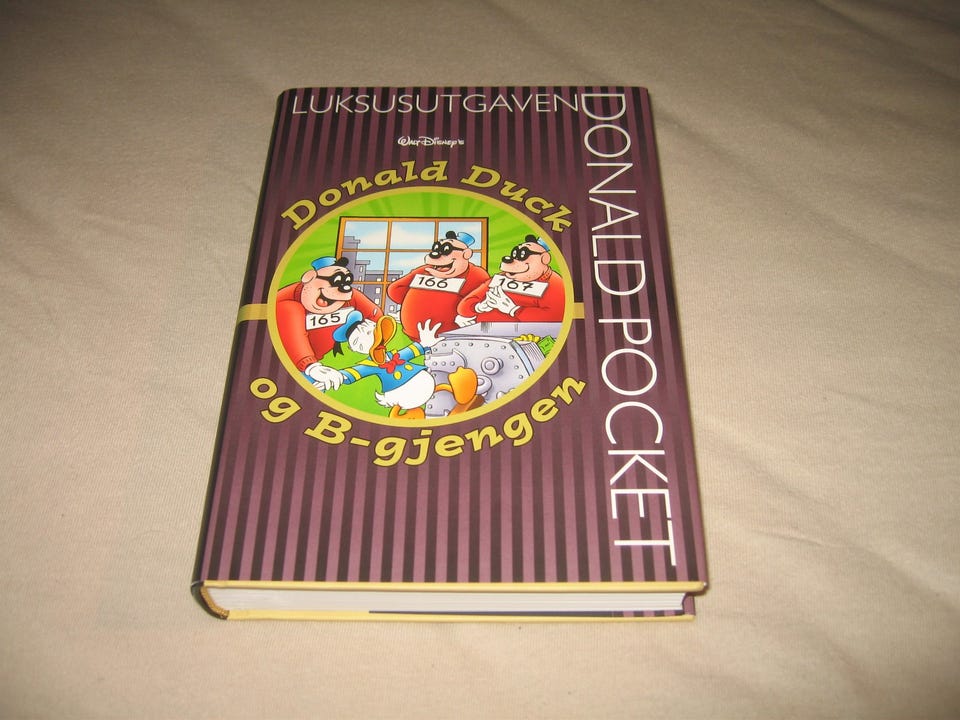 LUKSUSUTGAVEN
DONALD POCKET
Walt Disney's
Donald Duck
165
166
167
og B-gjengen